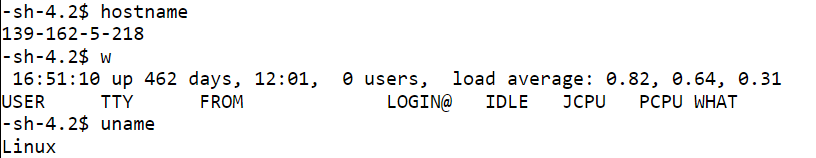 -sh-4.2$ hostname
139-162-5-218
-sh-4.2$ w
 16:51:10 up 462 days, 12:01,  0 users,  load average: 0.82, 0.64, 0.31
USER     TTY     FROM             LOGIN@   IDLE   JCPU   PCPU WHAT
-sh-4.2$ uname
Linux